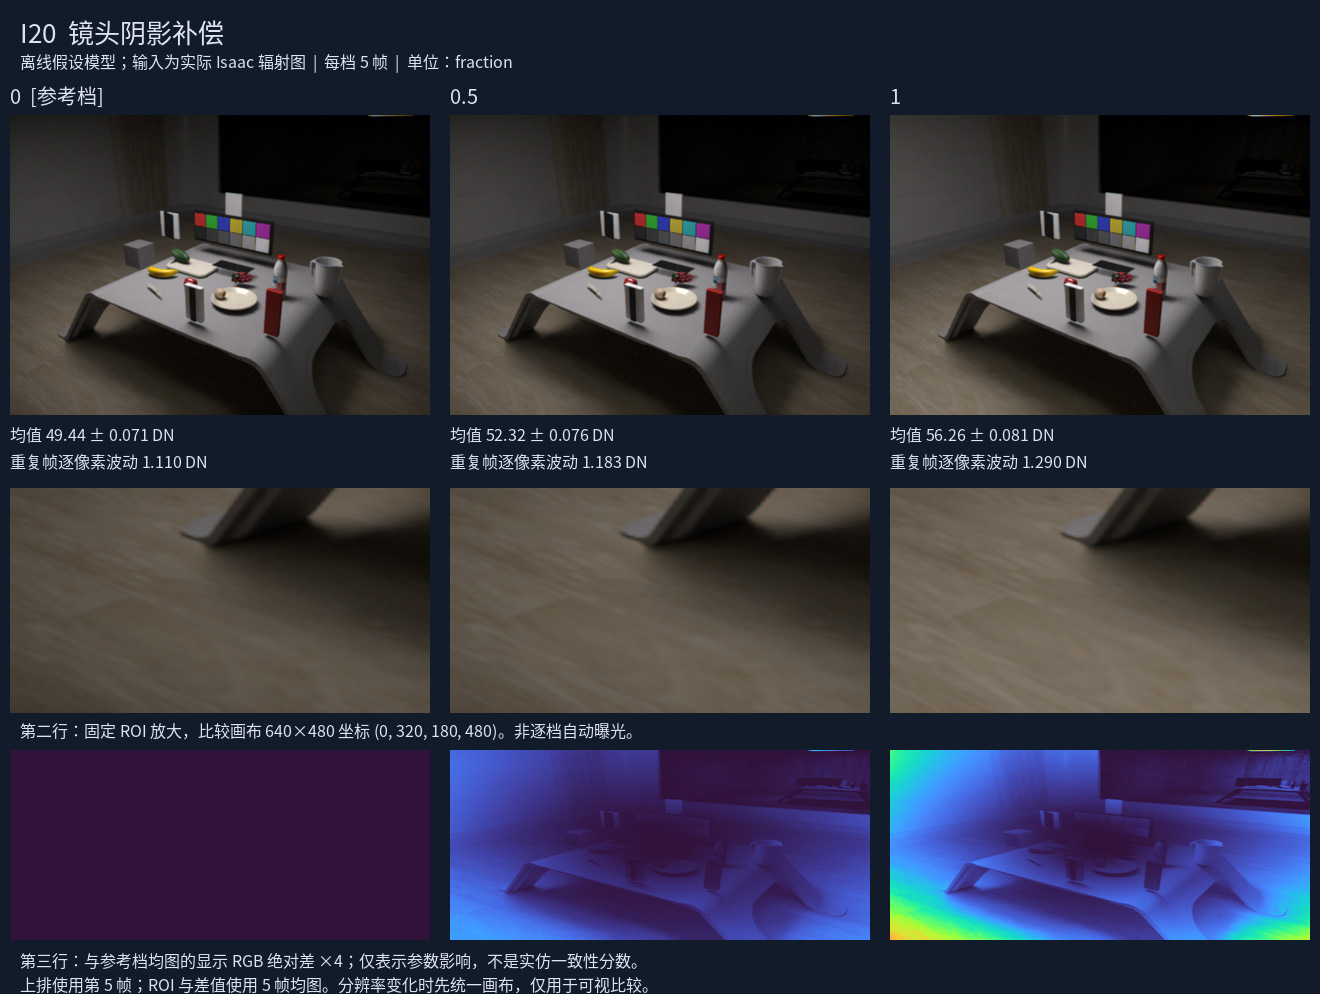 I20 镜头阴影补偿
离线假设模型；输入为实际 Isaac 辐射图 | 每档 5 帧 | 单位：fraction
0 [参考档]
0.5
1
均值 49.44 ± 0.071 DN
均值 52.32 ± 0.076 DN
均值 56.26 ± 0.081 DN
重复帧逐像素波动 1.110 DN
重复帧逐像素波动 1.183 DN
重复帧逐像素波动 1.290 DN
第二行：固定 ROI 放大，比较画布 640×480 坐标 (0, 320, 180, 480)。非逐档自动曝光。
第三行：与参考档均图的显示 RGB 绝对差 ×4；仅表示参数影响，不是实仿一致性分数。
上排使用第 5 帧；ROI 与差值使用 5 帧均图。分辨率变化时先统一画布，仅用于可视比较。